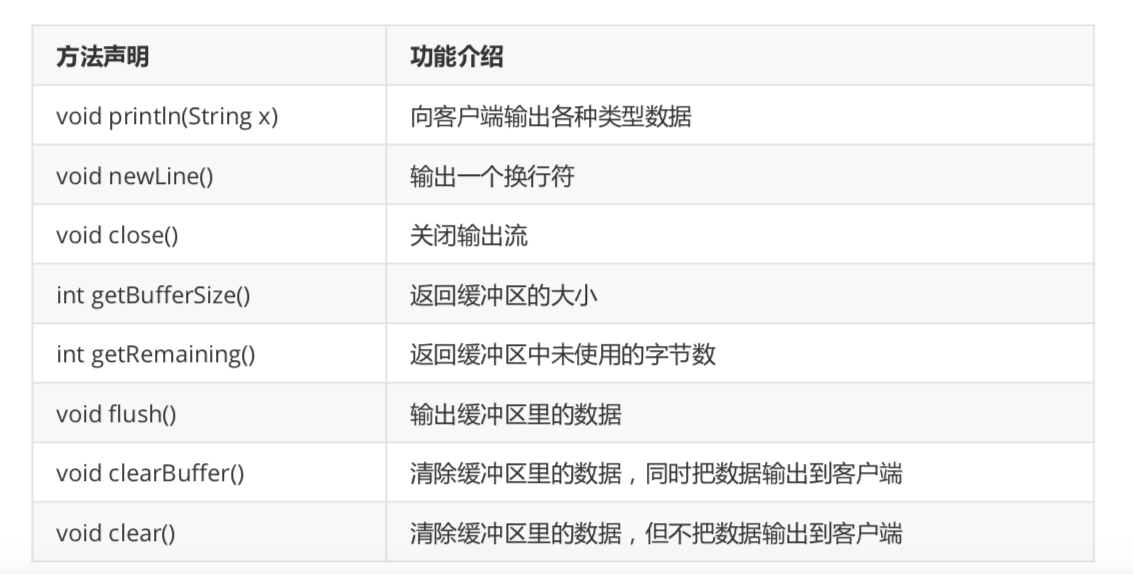 方法声明 功能介绍
void println(String x) 向客户端输出各种类型数据
void newLine() 输出一个换行符
void close() 关闭输出流
int getBufferSize() 返回缓冲区的大小
int getRemaining() 返回缓冲区中未使用的字节数
void flush() 输出缓冲区里的数据
void clearBuffer() 清除缓冲区里的数据，同时把数据输出到客户端
void clear() 清除缓冲区里的数据，但不把数据输出到客户端